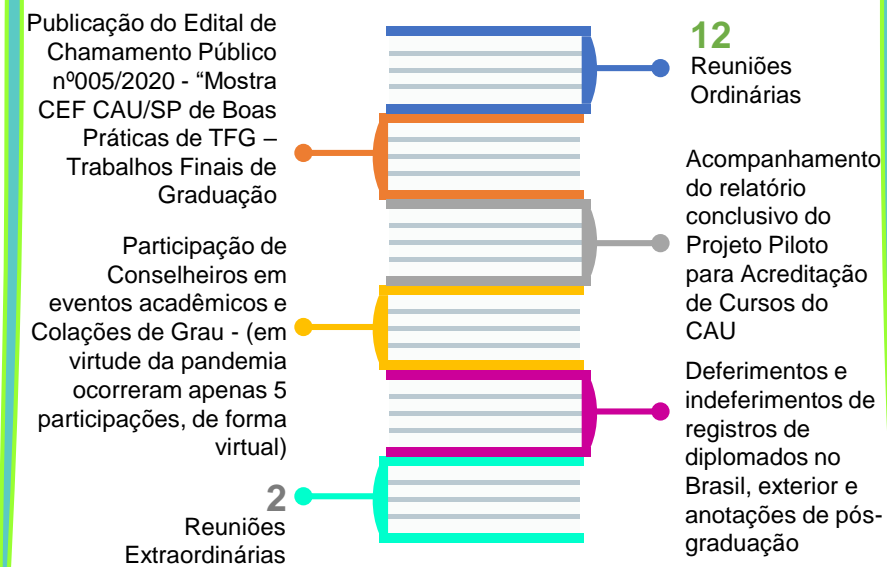 Publicação do Edital de
Chamamento Público
nº005/2020 - “Mostra
CEF CAU/SP de Boas
Práticas de TFG –
Trabalhos Finais de
Graduação
Participação de
Conselheiros em
eventos acadêmicos e
Colações de Grau - (em
virtude da pandemia
ocorreram apenas 5
participações, de forma
virtual)
2
Reuniões
Extraordinárias
12
Reuniões
Ordinárias
Acompanhamento
do relatório
conclusivo do
Projeto Piloto
para Acreditação
de Cursos do
CAU
Deferimentos e
indeferimentos de
registros de
diplomados no
Brasil, exterior e
anotações de pós-
graduação